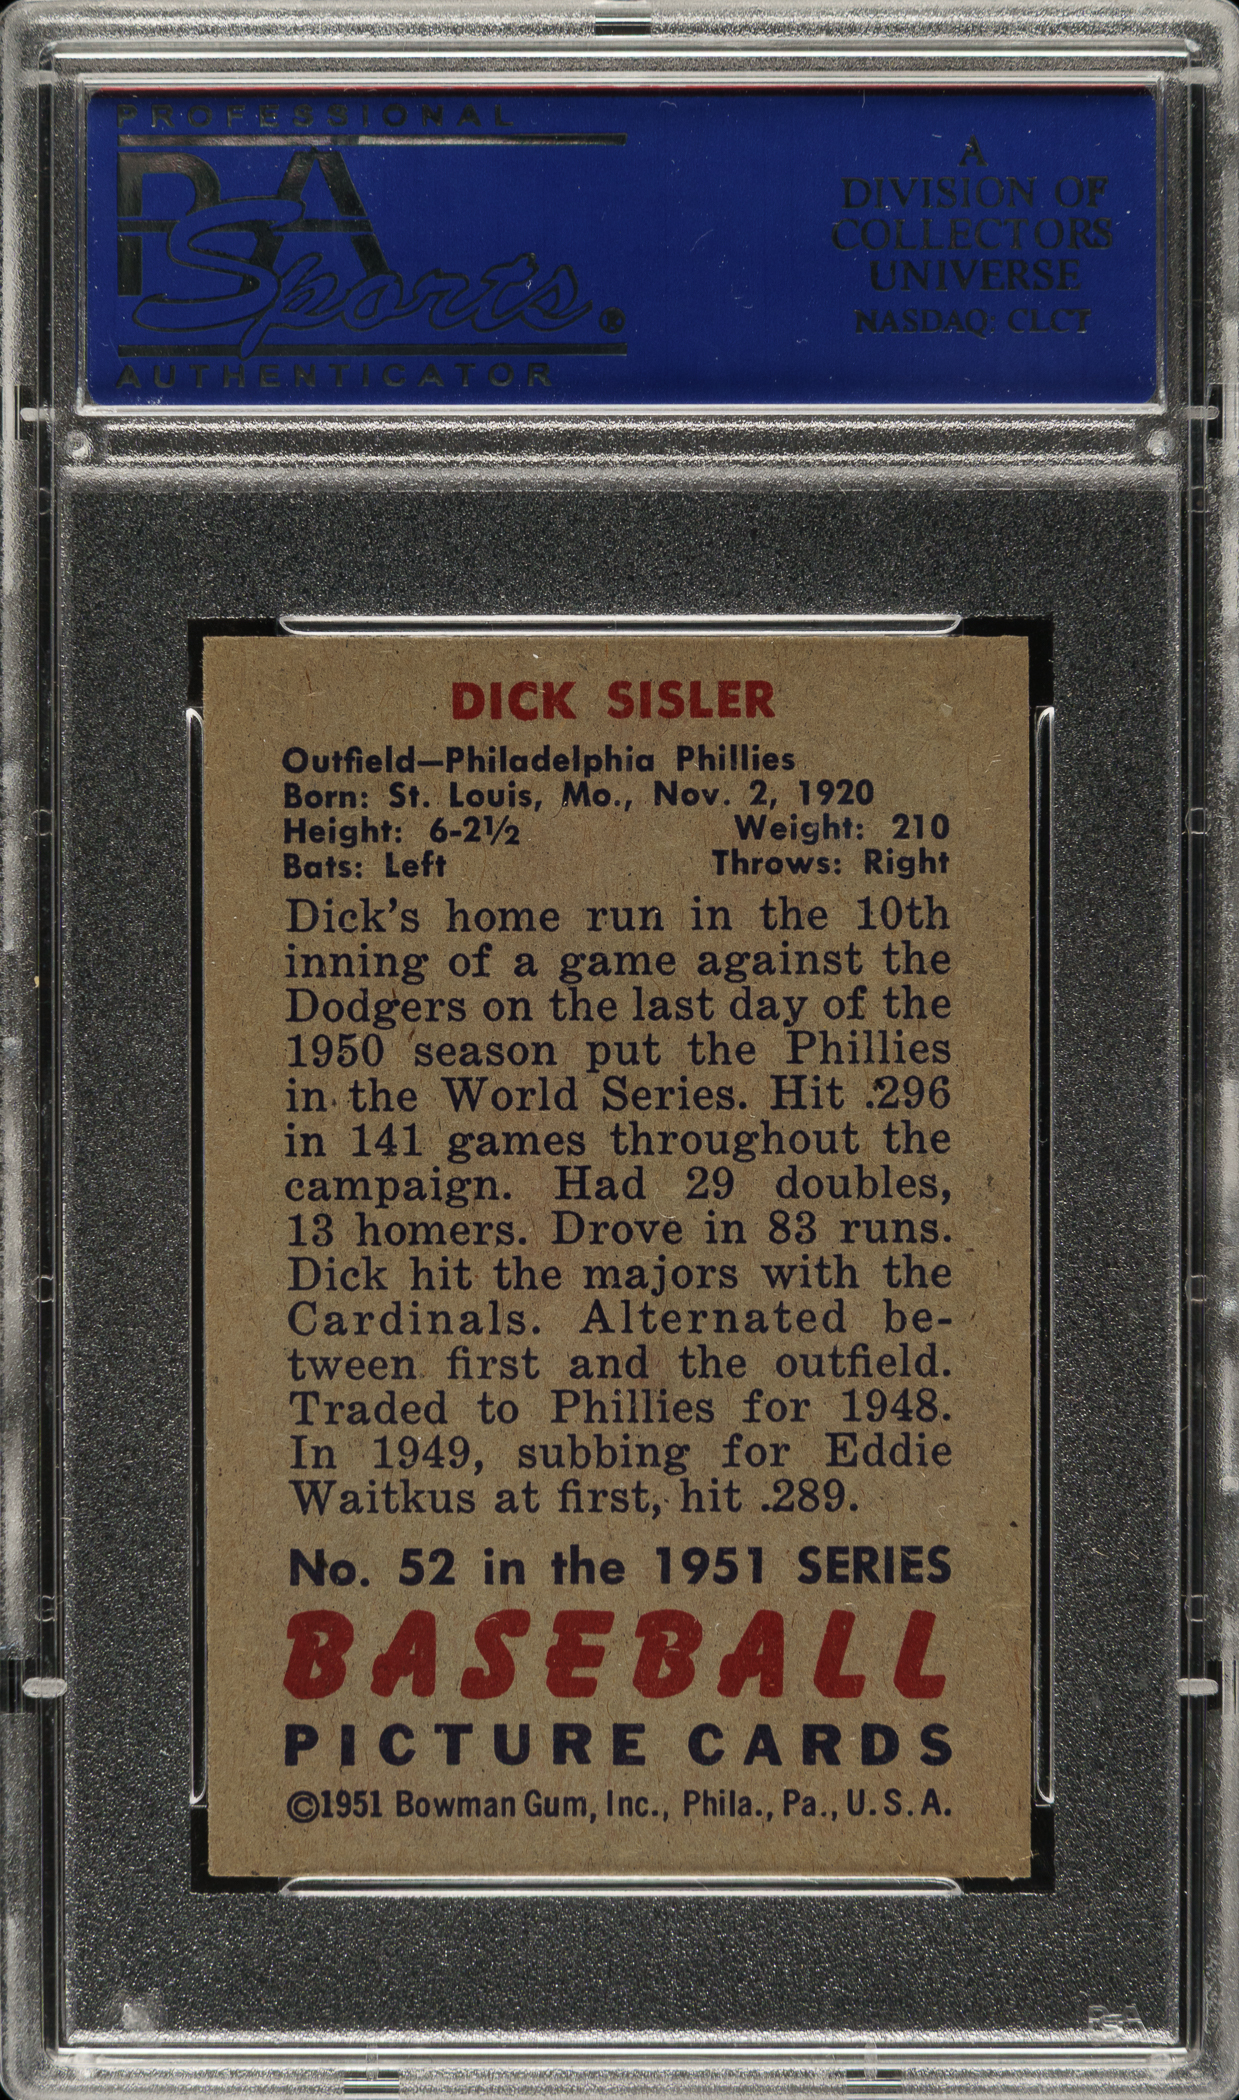 PROFESSIONAL
PSA
Sports®
AUTHENTICATOR
A
DIVISION OF
COLLECTORS
UNIVERSE
NASDAQ: CLCT
DICK SISLER
Outfield—Philadelphia Phillies
Born: St. Louis, Mo., Nov. 2, 1920
Height: 6-2½ Weight: 210
Bats: Left Throws: Right
Dick's home run in the 10th
inning of a game against the
Dodgers on the last day of the
1950 season put the Phillies
in the World Series. Hit .296
in 141 games throughout the
campaign. Had 29 doubles,
13 homers. Drove in 83 runs.
Dick hit the majors with the
Cardinals. Alternated be-
tween first and the outfield.
Traded to Phillies for 1948.
In 1949, subbing for Eddie
Waitkus at first, hit .289.
No. 52 in the 1951 SERIES
BASEBALL
PICTURE CARDS
©1951 Bowman Gum, Inc., Phila., Pa., U.S.A.
PSA